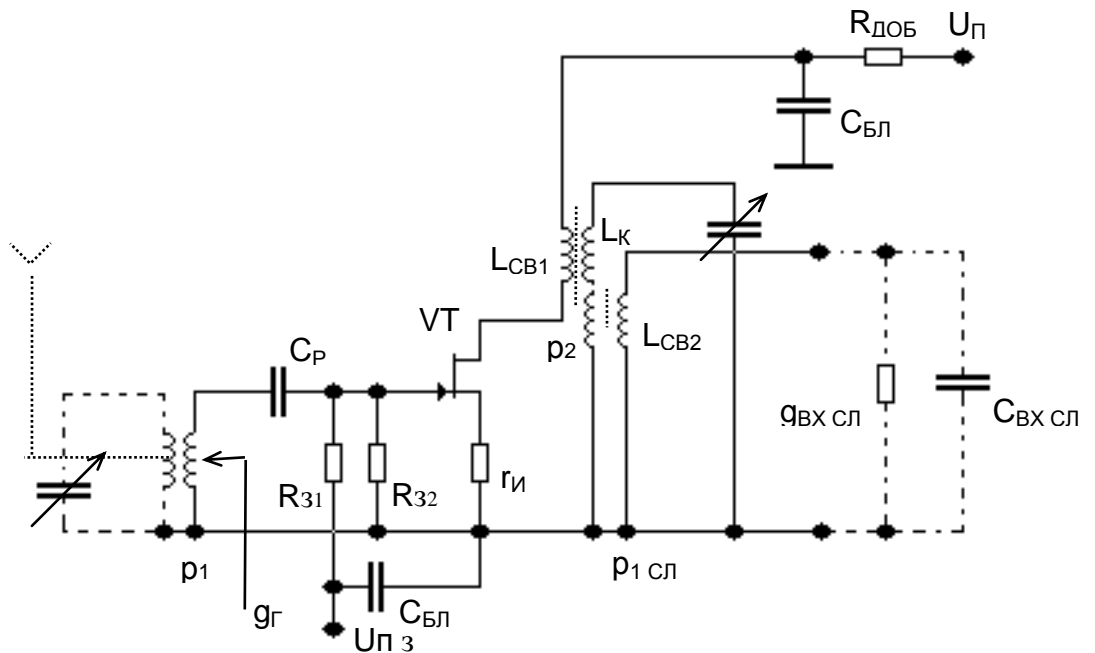 RДОБ UП
CБЛ
LК
LСВ1
VT
p2
LСВ2
CР
gВХ СЛ
CВХ СЛ
Rз1
Rз2
rИ
p1
p1 СЛ
gГ
CБЛ
Uп з